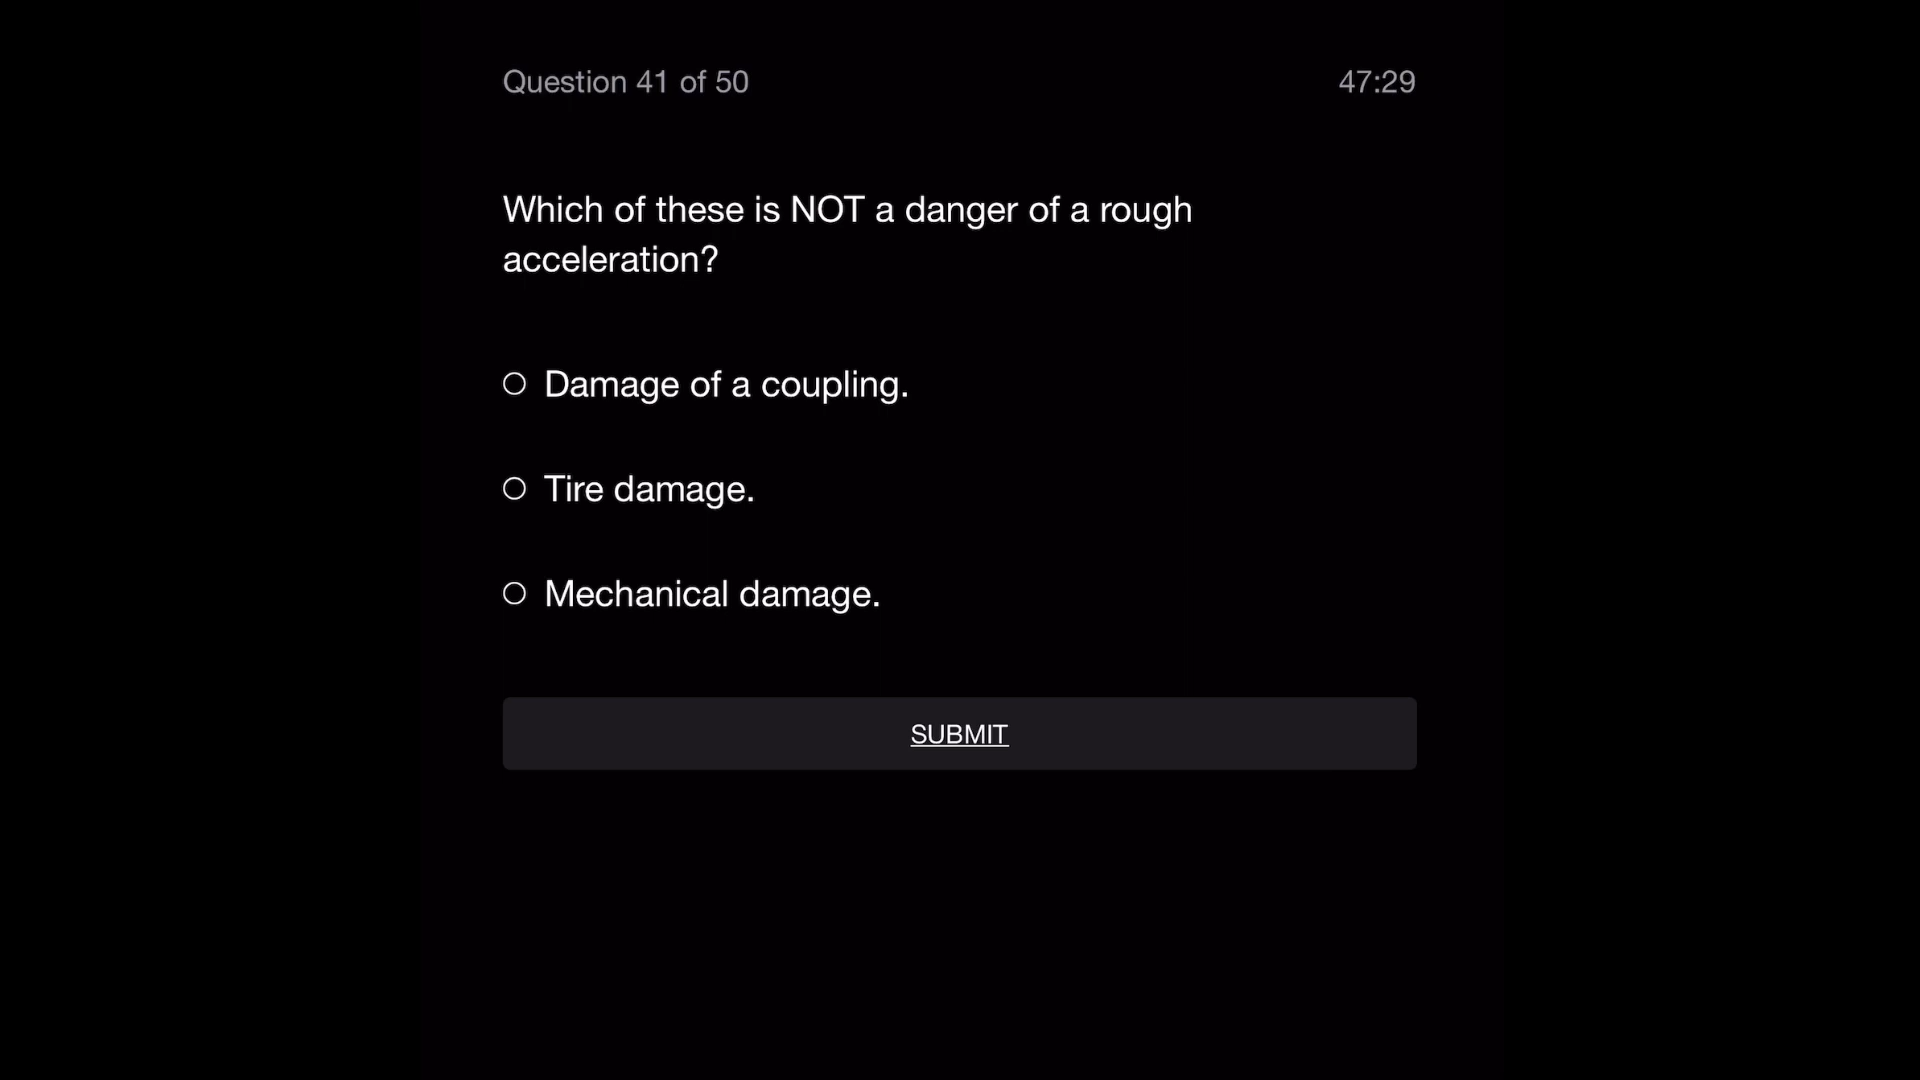 Question 41 of 50
47:29
Which of these is NOT a danger of a rough
acceleration?
Damage of a coupling.
Tire damage.
Mechanical damage.
SUBMIT